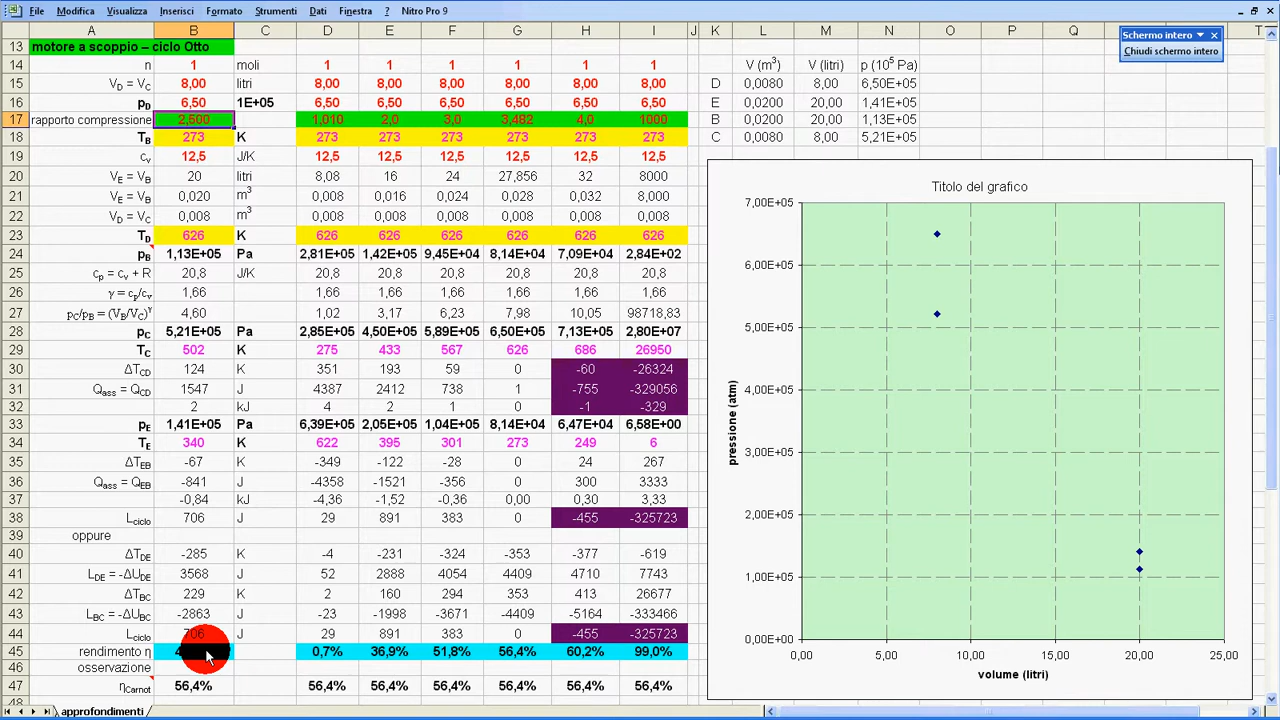 File Modifica Visualizza Inserisci Formato Strumenti Dati Finestra ? Nitro Pro 9
Schermo intero
Chiudi schermo intero
A B C D E F G H I J K L M N O P Q T
13 motore a scoppio – ciclo Otto
14 n 1 moli 1 1 1 1 1 1 V (m³) V (litri) p (10⁵ Pa)
15 V_D = V_C 8,00 litri 8,00 8,00 8,00 8,00 8,00 8,00 D 0,0080 8,00 6,50E+05
16 p_D 6,50 1E+05 6,50 6,50 6,50 6,50 6,50 6,50 E 0,0200 20,00 1,41E+05
17 rapporto compressione 2,500 1,010 2,0 3,0 3,482 4,0 1000 B 0,0200 20,00 1,13E+05
18 T_B 273 K 273 273 273 273 273 273 C 0,0080 8,00 5,21E+05
19 c_v 12,5 J/K 12,5 12,5 12,5 12,5 12,5 12,5
20 V_E = V_B 20 litri 8,08 16 24 27,856 32 8000
21 V_E = V_B 0,020 m³ 0,008 0,016 0,024 0,028 0,032 8,000
22 V_D = V_C 0,008 m³ 0,008 0,008 0,008 0,008 0,008 0,008
23 T_D 626 K 626 626 626 626 626 626
24 p_B 1,13E+05 Pa 2,81E+05 1,42E+05 9,45E+04 8,14E+04 7,09E+04 2,84E+02
25 c_p = c_v + R 20,8 J/K 20,8 20,8 20,8 20,8 20,8 20,8
26 γ = c_p/c_v 1,66 1,66 1,66 1,66 1,66 1,66 1,66
27 p_C/p_B = (V_B/V_C)^γ 4,60 1,02 3,17 6,23 7,98 10,05 98718,83
28 p_C 5,21E+05 Pa 2,85E+05 4,50E+05 5,89E+04 6,50E+04 7,13E+04 2,80E+07
29 T_C 502 K 275 433 567 626 686 26950
30 ΔT_CD 124 K 351 193 59 0 -60 -26324
31 Q_ass = Q_CD 1547 J 4387 2412 738 1 -755 -329056
32 2 kJ 4 2 1 0 -1 -329
33 p_E 1,41E+05 Pa 6,39E+05 2,05E+05 1,04E+05 8,14E+04 6,47E+04 6,58E+00
34 T_E 340 K 622 395 301 273 249 6
35 ΔT_EB -67 K -349 -122 -28 0 24 267
36 Q_ass = Q_EB -841 J -4358 -1521 -356 0 300 3333
37 -0,84 kJ -4,36 -1,52 -0,36 0,00 0,30 3,33
38 L_ciclo 706 J 29 891 383 0 -455 -325723
39 oppure
40 ΔT_DE -285 K -4 -231 -324 -353 -377 -619
41 L_DE = -ΔU_DE 3568 J 52 2888 4054 4409 4710 7743
42 ΔT_BC 229 K 2 160 294 353 413 26677
43 L_BC = -ΔU_BC -2863 J -23 -1998 -3671 -4409 -5164 -333466
44 L_ciclo 706 J 29 891 383 0 -455 -325723
45 rendimento η 0,7% 36,9% 51,8% 56,4% 60,2% 99,0%
46 osservazione
47 η_Carnot 56,4% 56,4% 56,4% 56,4% 56,4% 56,4% 56,4%
Titolo del grafico
7,00E+05
6,00E+05
5,00E+05
4,00E+05
3,00E+05
2,00E+05
1,00E+05
0,00E+00
pressione (atm)
0,00 5,00 10,00 15,00 20,00 25,00
volume (litri)
approfondimenti